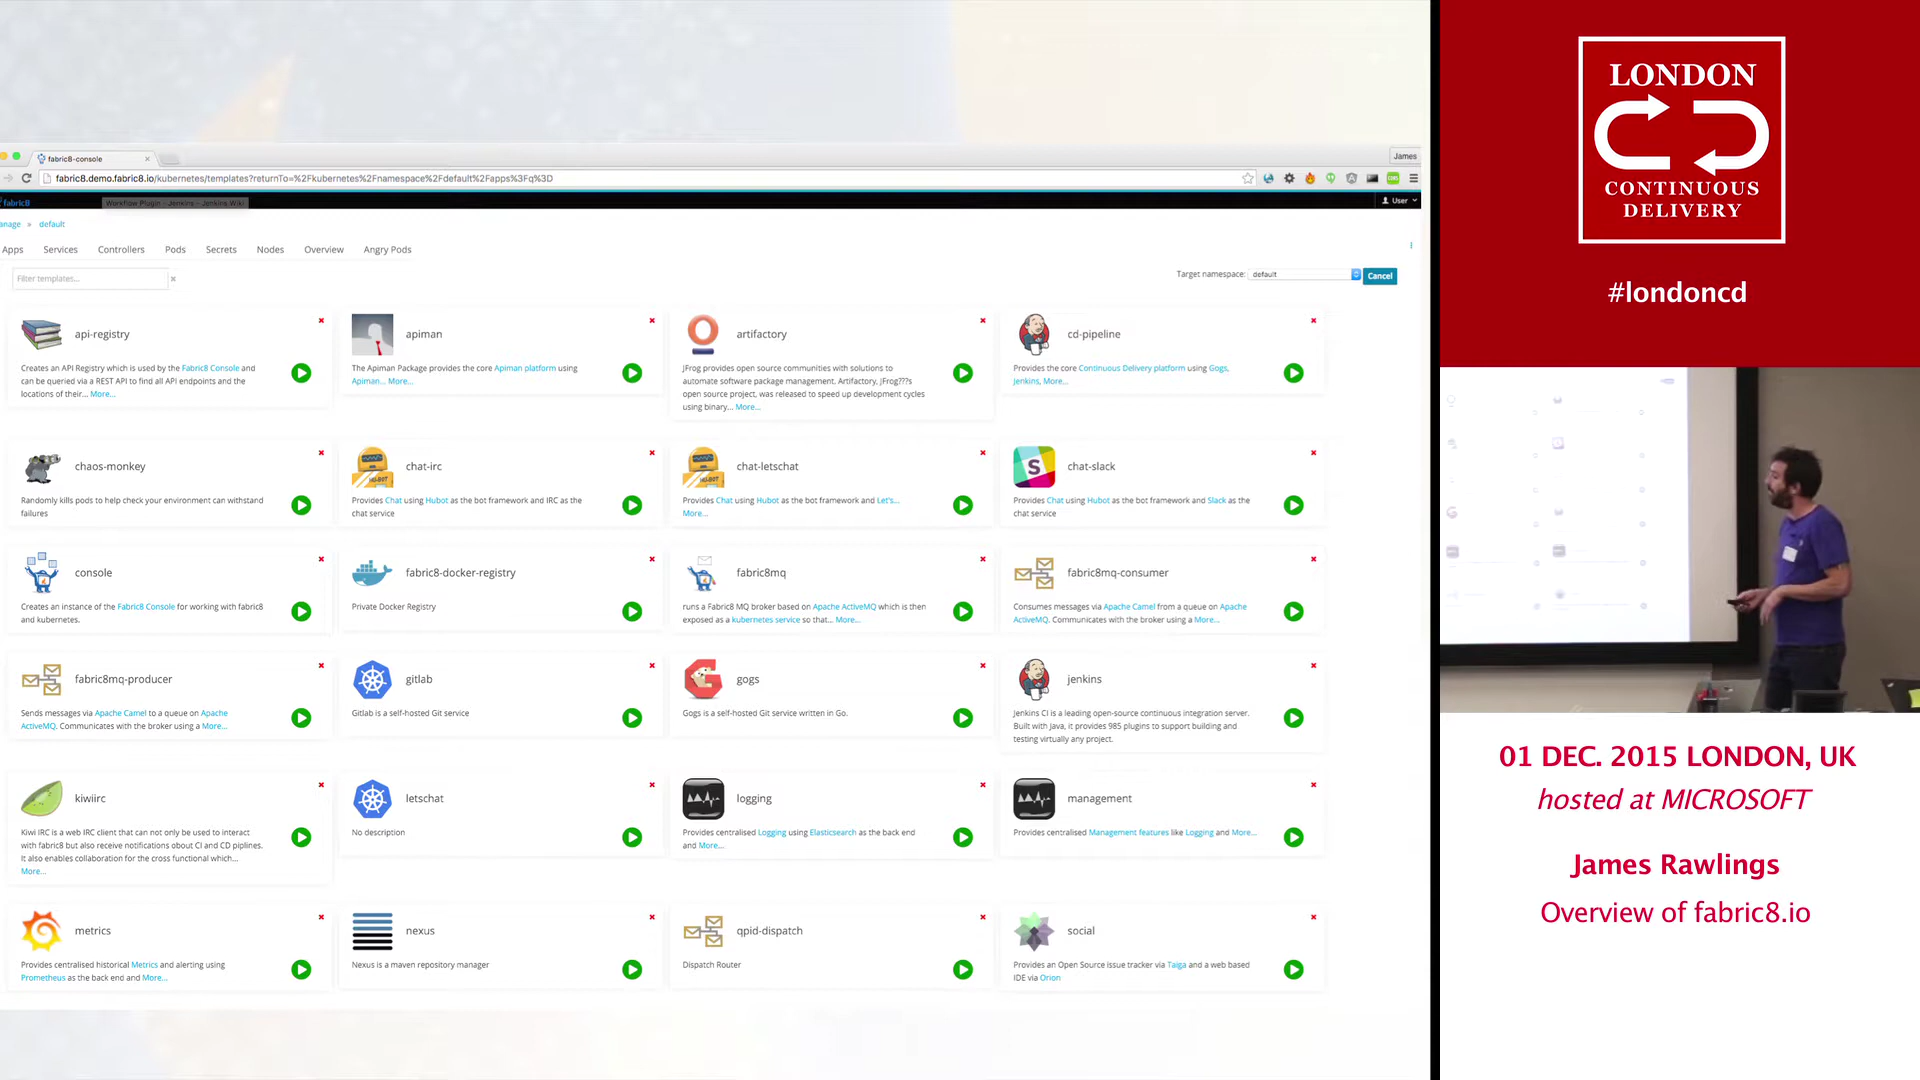 fabric8-console
James
fabric8.demo.fabric8.io/kubernetes/templates?returnTo=%2Fkubernetes%2Fnamespace%2Fdefault%2Fapps%3Fq%3D
fabric8
Workflow Plugin - Jenkins - Jenkins Wiki
User
anage » default
Apps Services Controllers Pods Secrets Nodes Overview Angry Pods
Filter templates...
Target namespace: default Cancel
api-registry
Creates an API Registry which is used by the Fabric8 Console and
can be queried via a REST API to find all API endpoints and the
locations of their... More...
apiman
The Apiman Package provides the core Apiman platform using
Apiman... More...
artifactory
JFrog provides open source communities with solutions to
automate software package management. Artifactory, JFrog???s
open source project, was released to speed up development cycles
using binary... More...
cd-pipeline
Provides the core Continuous Delivery platform using Gogs,
Jenkins, More...
chaos-monkey
Randomly kills pods to help check your environment can withstand
failures
chat-irc
Provides Chat using Hubot as the bot framework and IRC as the
chat service
chat-letschat
Provides Chat using Hubot as the bot framework and Let's...
More...
chat-slack
Provides Chat using Hubot as the bot framework and Slack as the
chat service
console
Creates an instance of the Fabric8 Console for working with fabric8
and kubernetes.
fabric8-docker-registry
Private Docker Registry
fabric8mq
runs a Fabric8 MQ broker based on Apache ActiveMQ which is then
exposed as a kubernetes service so that... More...
fabric8mq-consumer
Consumes messages via Apache Camel from a queue on Apache
ActiveMQ. Communicates with the broker using a More...
fabric8mq-producer
Sends messages via Apache Camel to a queue on Apache
ActiveMQ. Communicates with the broker using a More...
gitlab
Gitlab is a self-hosted Git service
gogs
Gogs is a self-hosted Git service written in Go.
jenkins
Jenkins CI is a leading open-source continuous integration server.
Built with Java, it provides 985 plugins to support building and
testing virtually any project.
kiwiirc
Kiwi IRC is a web IRC client that can not only be used to interact
with fabric8 but also receive notifications obout CI and CD piplines.
It also enables collaboration for the cross functional which...
More...
letschat
No description
logging
Provides centralised Logging using Elasticsearch as the back end
and More...
management
Provides centralised Management features like Logging and More...
metrics
Provides centralised historical Metrics and alerting using
Prometheus as the back end and More...
nexus
Nexus is a maven repository manager
qpid-dispatch
Dispatch Router
social
Provides an Open Source issue tracker via Taiga and a web based
IDE via Orion
LONDON
CONTINUOUS
DELIVERY
#londoncd
01 DEC. 2015 LONDON, UK
hosted at MICROSOFT
James Rawlings
Overview of fabric8.io